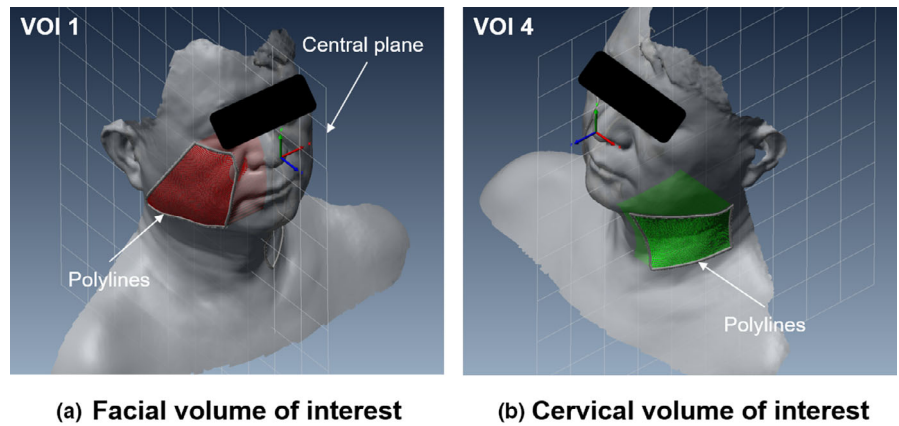 VOI 1
Central plane
Polylines
VOI 4
Polylines
(a) Facial volume of interest
(b) Cervical volume of interest